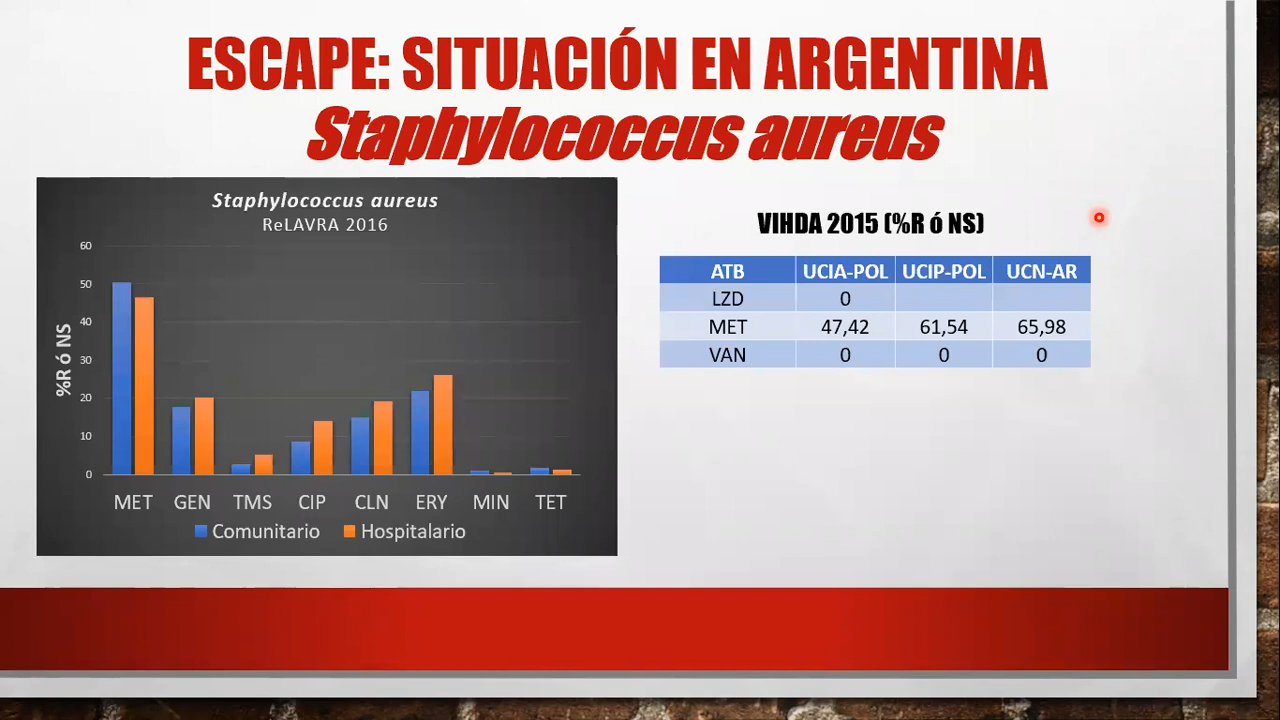 ESCAPE: SITUACIÓN EN ARGENTINA
Staphylococcus aureus
Staphylococcus aureus
ReLAVRA 2016
%R ó NS
60
50
40
30
20
10
0
MET GEN TMS CIP CLN ERY MIN TET
Comunitario Hospitalario
VIHDA 2015 (%R ó NS)
ATB UCIA-POL UCIP-POL UCN-AR
LZD 0
MET 47,42 61,54 65,98
VAN 0 0 0